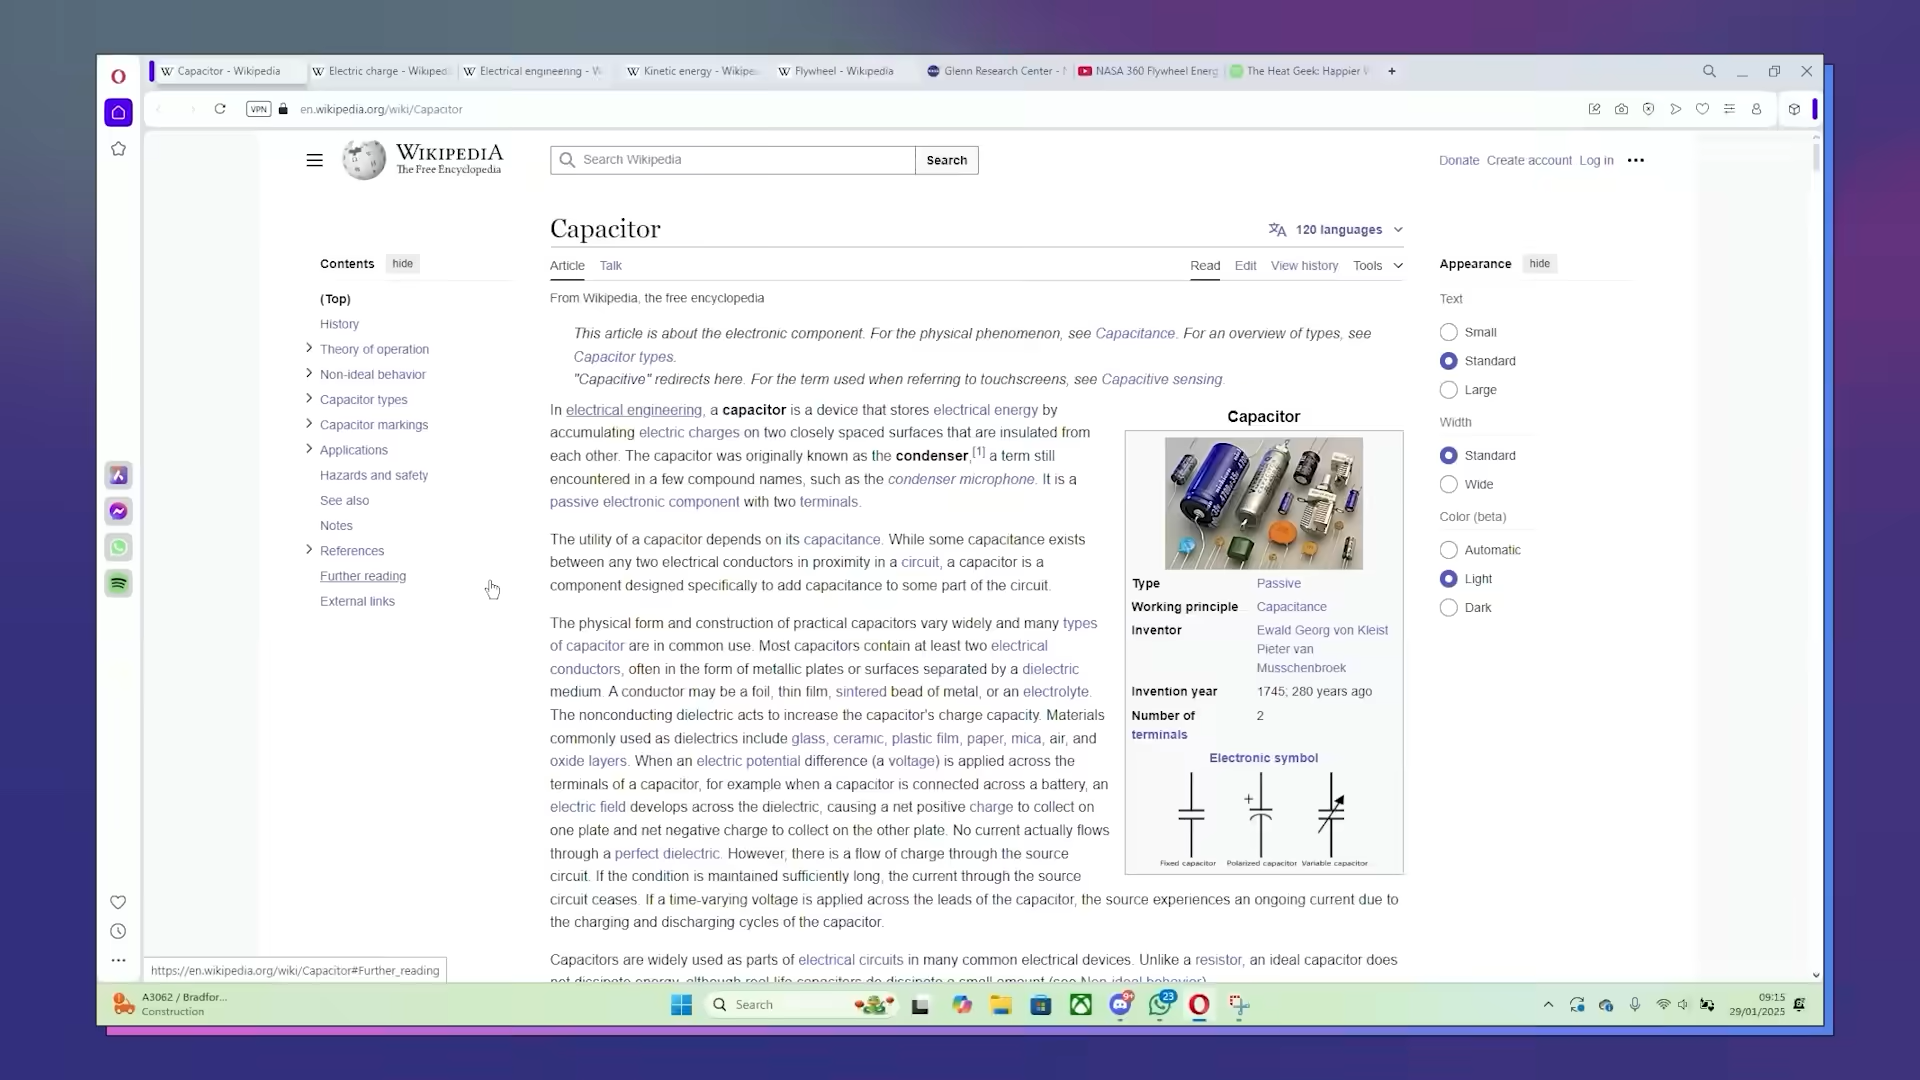 Capacitor - Wikipedia
Electric charge - Wikiped
Electrical engineering - W
Kinetic energy - Wikipe
Flywheel - Wikipedia
Glenn Research Center -
NASA 360 Flywheel Energ
The Heat Geek: Happier
VPN
en.wikipedia.org/wiki/Capacitor
WIKIPEDIA
The Free Encyclopedia
Search Wikipedia
Search
Donate Create account Log in
Capacitor
120 languages
Contents hide
(Top)
History
Theory of operation
Non-ideal behavior
Capacitor types
Capacitor markings
Applications
Hazards and safety
See also
Notes
References
Further reading
External links
Article Talk
Read Edit View history Tools
From Wikipedia, the free encyclopedia
This article is about the electronic component. For the physical phenomenon, see Capacitance. For an overview of types, see
Capacitor types.
"Capacitive" redirects here. For the term used when referring to touchscreens, see Capacitive sensing.
In electrical engineering, a capacitor is a device that stores electrical energy by
accumulating electric charges on two closely spaced surfaces that are insulated from
each other. The capacitor was originally known as the condenser,[1] a term still
encountered in a few compound names, such as the condenser microphone. It is a
passive electronic component with two terminals.
The utility of a capacitor depends on its capacitance. While some capacitance exists
between any two electrical conductors in proximity in a circuit, a capacitor is a
component designed specifically to add capacitance to some part of the circuit.
The physical form and construction of practical capacitors vary widely and many types
of capacitor are in common use. Most capacitors contain at least two electrical
conductors, often in the form of metallic plates or surfaces separated by a dielectric
medium. A conductor may be a foil, thin film, sintered bead of metal, or an electrolyte.
The nonconducting dielectric acts to increase the capacitor's charge capacity. Materials
commonly used as dielectrics include glass, ceramic, plastic film, paper, mica, air, and
oxide layers. When an electric potential difference (a voltage) is applied across the
terminals of a capacitor, for example when a capacitor is connected across a battery, an
electric field develops across the dielectric, causing a net positive charge to collect on
one plate and net negative charge to collect on the other plate. No current actually flows
through a perfect dielectric. However, there is a flow of charge through the source
circuit. If the condition is maintained sufficiently long, the current through the source
circuit ceases. If a time-varying voltage is applied across the leads of the capacitor, the source experiences an ongoing current due to
the charging and discharging cycles of the capacitor.
Capacitors are widely used as parts of electrical circuits in many common electrical devices. Unlike a resistor, an ideal capacitor does
not dissipate energy, although real-life capacitors do dissipate a small amount (see Non-ideal behavior).
Capacitor
Type Passive
Working principle Capacitance
Inventor Ewald Georg von Kleist
Pieter van
Musschenbroek
Invention year 1745; 280 years ago
Number of 2
terminals
Electronic symbol
+
Fixed capacitor Polarized capacitor Variable capacitor
Appearance hide
Text
Small
Standard
Large
Width
Standard
Wide
Color (beta)
Automatic
Light
Dark
https://en.wikipedia.org/wiki/Capacitor#Further_reading
A3062 / Bradfor...
Construction
Search
9+
23
09:15
29/01/2025